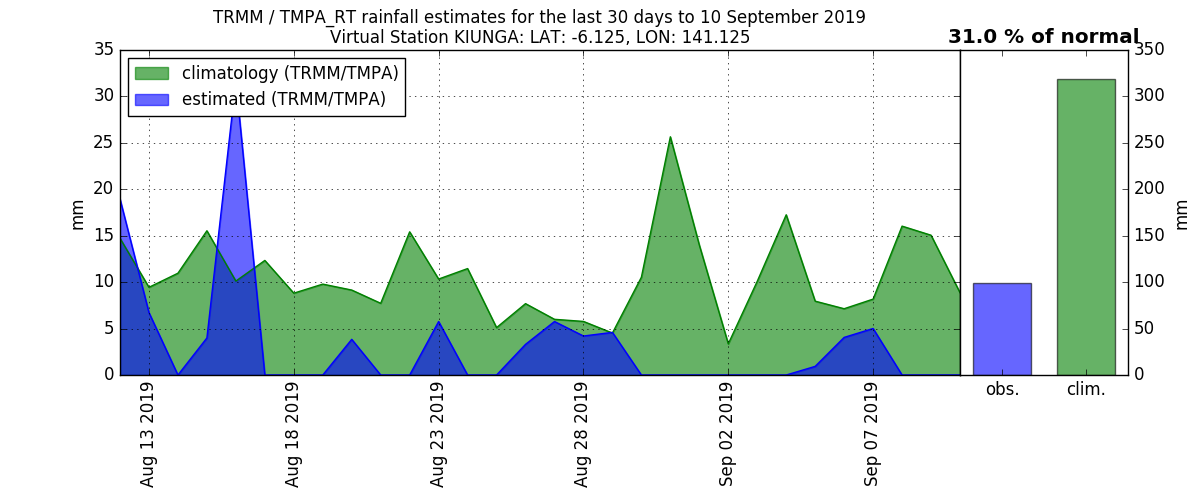 TRMM / TMPA_RT rainfall estimates for the last 30 days to 10 September 2019
Virtual Station KIUNGA: LAT: -6.125, LON: 141.125
31.0 % of normal
climatology (TRMM/TMPA)
estimated (TRMM/TMPA)
35
30
25
20
15
10
5
0
mm
Aug 13 2019
Aug 18 2019
Aug 23 2019
Aug 28 2019
Sep 02 2019
Sep 07 2019
350
300
250
200
150
100
50
0
mm
obs.
clim.